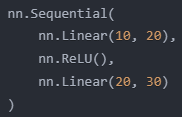 nn.Sequential(
    nn.Linear(10, 20),
    nn.ReLU(),
    nn.Linear(20, 30)
)